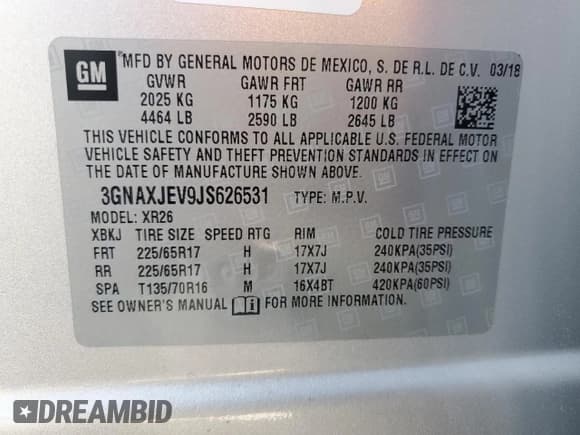 GM
MFD BY GENERAL MOTORS DE MEXICO, S. DE R.L. DE C.V. 03/18
GVWR GAWR FRT GAWR RR
2025 KG 1175 KG 1200 KG
4464 LB 2590 LB 2645 LB
THIS VEHICLE CONFORMS TO ALL APPLICABLE U.S. FEDERAL MOTOR
VEHICLE SAFETY AND THEFT PREVENTION STANDARDS IN EFFECT ON
THE DATE OF MANUFACTURE SHOWN ABOVE.
3GNAXJEV9JS626531 TYPE: M.P.V.
MODEL: XR26
XBKJ TIRE SIZE SPEED RTG RIM COLD TIRE PRESSURE
FRT 225/65R17 H 17X7J 240KPA(35PSI)
RR 225/65R17 H 17X7J 240KPA(35PSI)
SPA T135/70R16 M 16X4BT 420KPA(60PSI)
SEE OWNER'S MANUAL FOR MORE INFORMATION.
DREAMBID